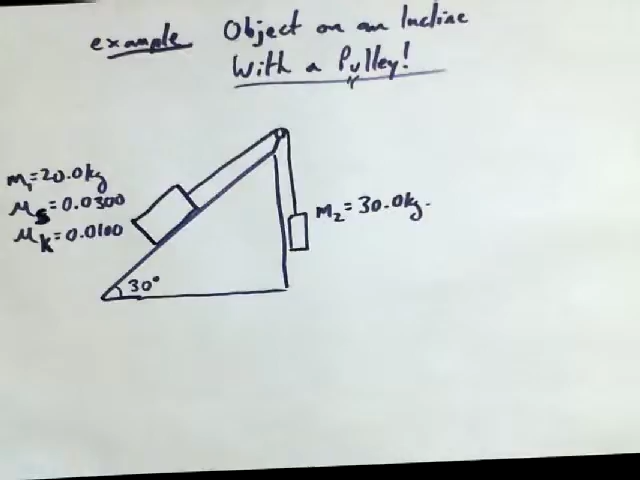 example Object on an Incline
With a Pulley!
m₁=20.0kg
μs=0.0300
μk=0.0100
m₂=30.0kg.
30°